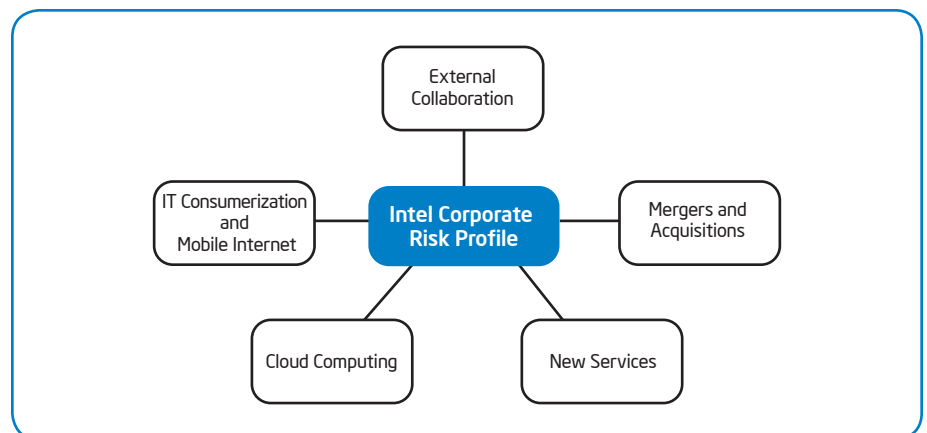 External
Collaboration
IT Consumerization
and
Mobile Internet
Intel Corporate
Risk Profile
Mergers and
Acquisitions
Cloud Computing
New Services